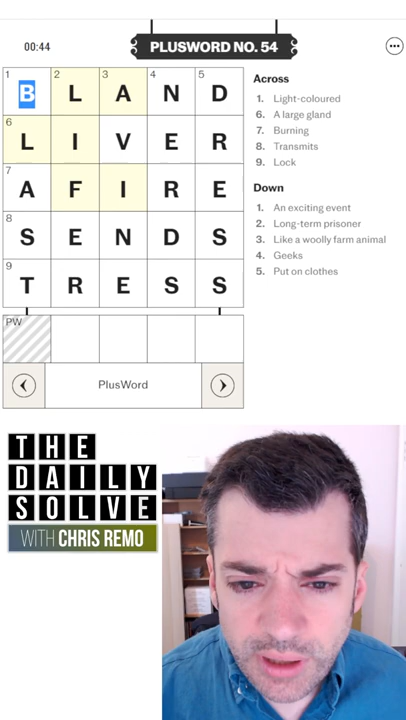 00:44
PLUSWORD NO. 54
1 B 2 L 3 A 4 N 5 D
6 L I V E R
7 A F I R E
8 S E N D S
9 T R E S S
PW
PlusWord
Across
1. Light-coloured
6. A large gland
7. Burning
8. Transmits
9. Lock
Down
1. An exciting event
2. Long-term prisoner
3. Like a woolly farm animal
4. Geeks
5. Put on clothes
THE
DAILY
SOLVE
WITH CHRIS REMO